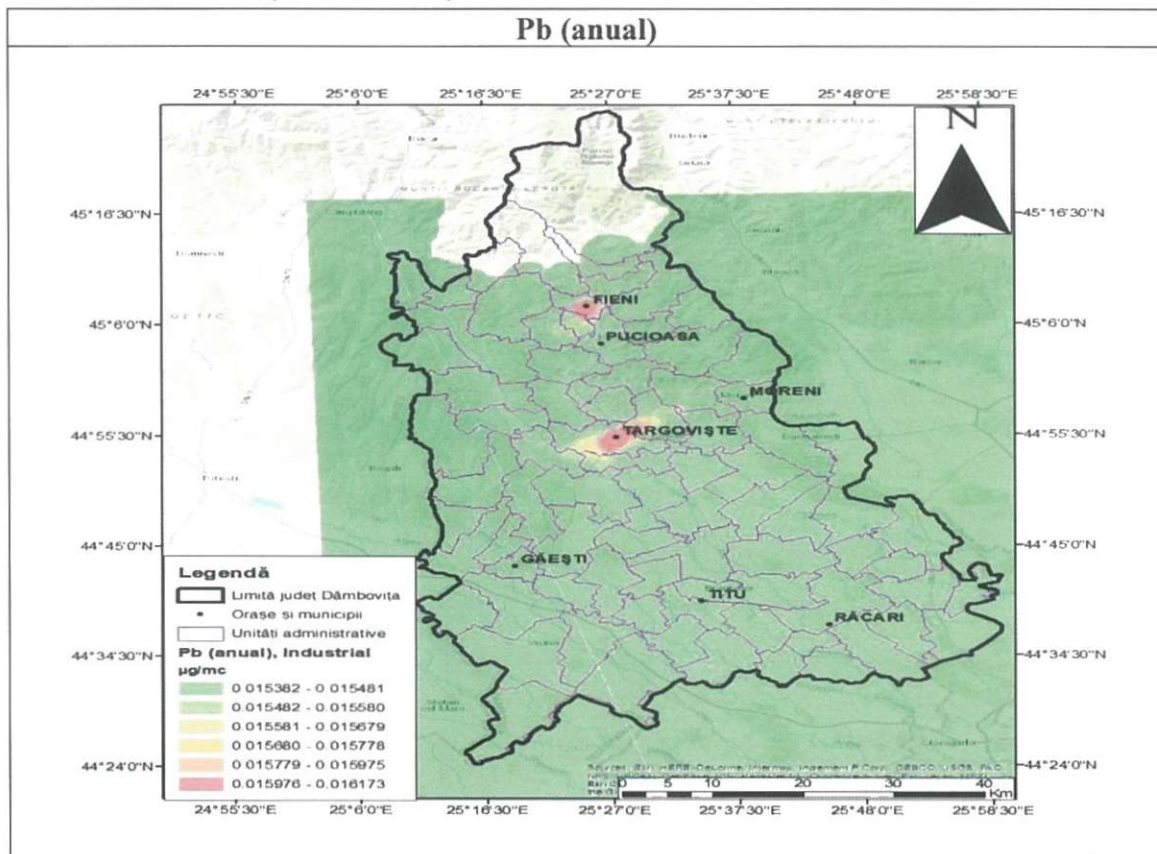 Pb (anual)
24°55'30"E 25°6'0"E 25°16'30"E 25°27'0"E 25°37'30"E 25°48'0"E 25°58'30"E
N
45°16'30"N 45°16'30"N
FIENI
45°6'0"N 45°6'0"N
PUCIOASA
MORENI
TARGOVIȘTE
44°55'30"N 44°55'30"N
44°45'0"N 44°45'0"N
GĂEȘTI
TITU
RĂCARI
44°34'30"N 44°34'30"N
44°24'0"N 44°24'0"N
Legendă
Limită județ Dâmbovița
Orașe și municipii
Unități administrative
Pb (anual), Industrial
µg/mc
0.015382 - 0.015481
0.015482 - 0.015580
0.015581 - 0.015679
0.015680 - 0.015778
0.015779 - 0.015975
0.015976 - 0.016173
0 5 10 20 30 40
Km
24°55'30"E 25°6'0"E 25°16'30"E 25°27'0"E 25°37'30"E 25°48'0"E 25°58'30"E